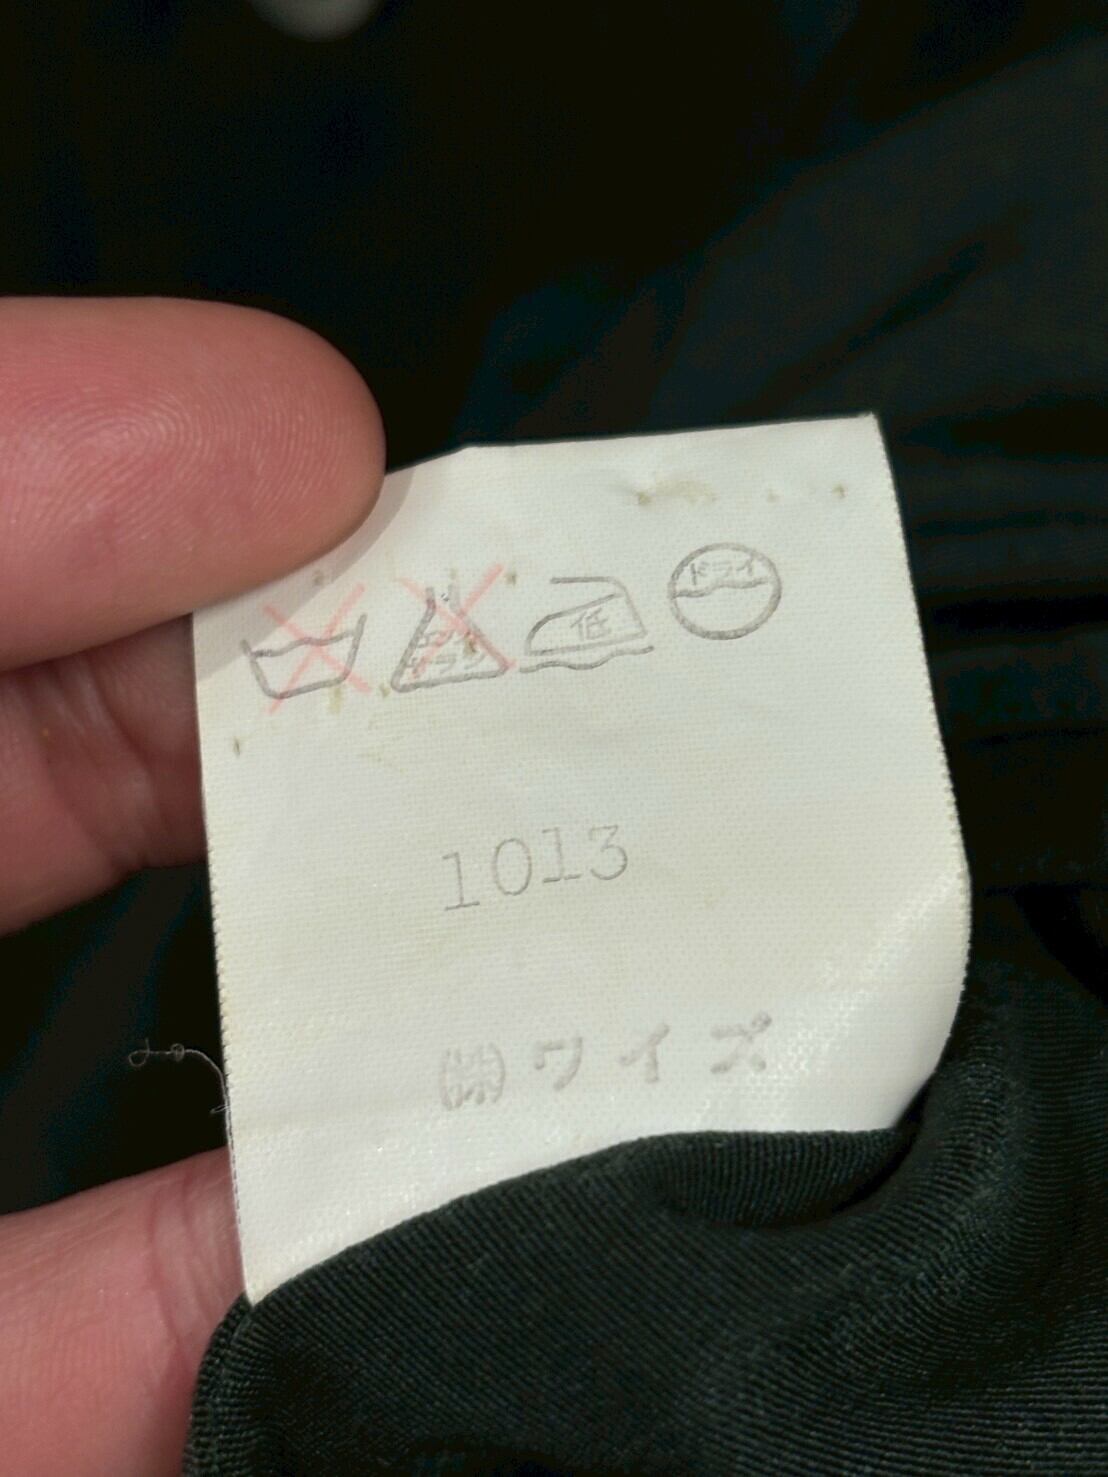 エンソ
サラシ
低
ドライ
1013
㈱ワイズ